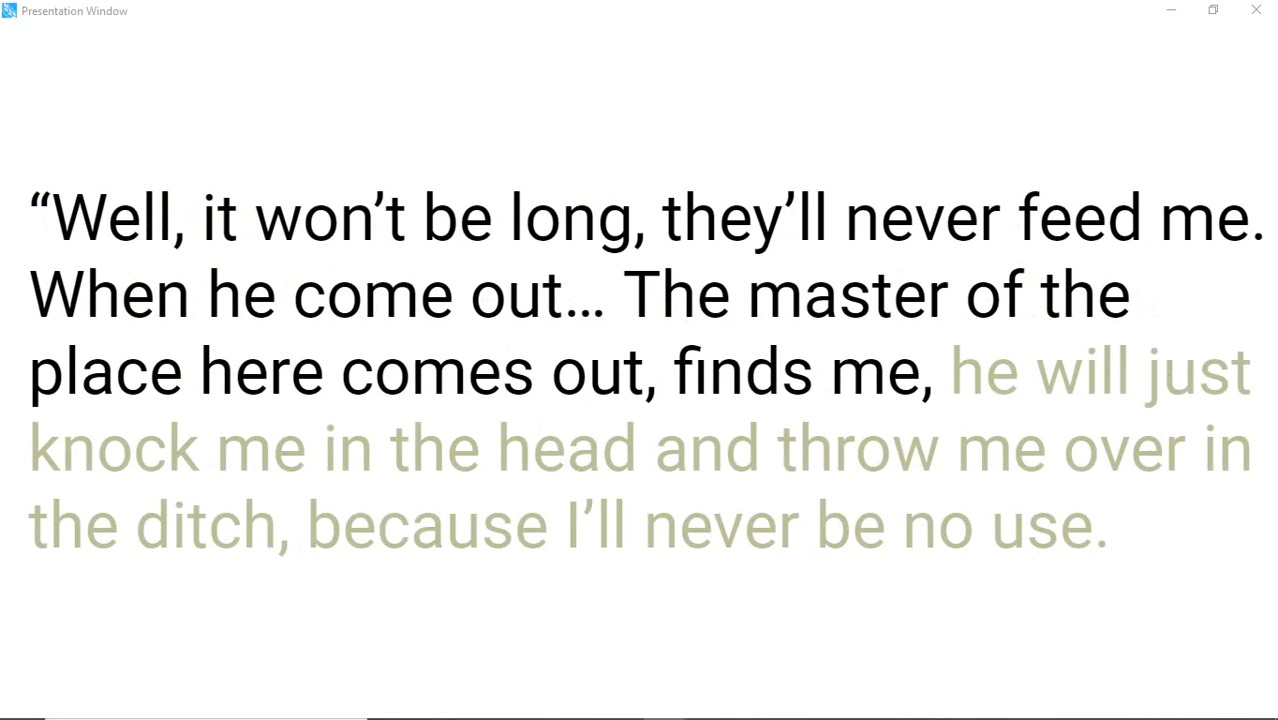 Presentation Window
“Well, it won’t be long, they’ll never feed me.
When he come out... The master of the
place here comes out, finds me, he will just
knock me in the head and throw me over in
the ditch, because I’ll never be no use.